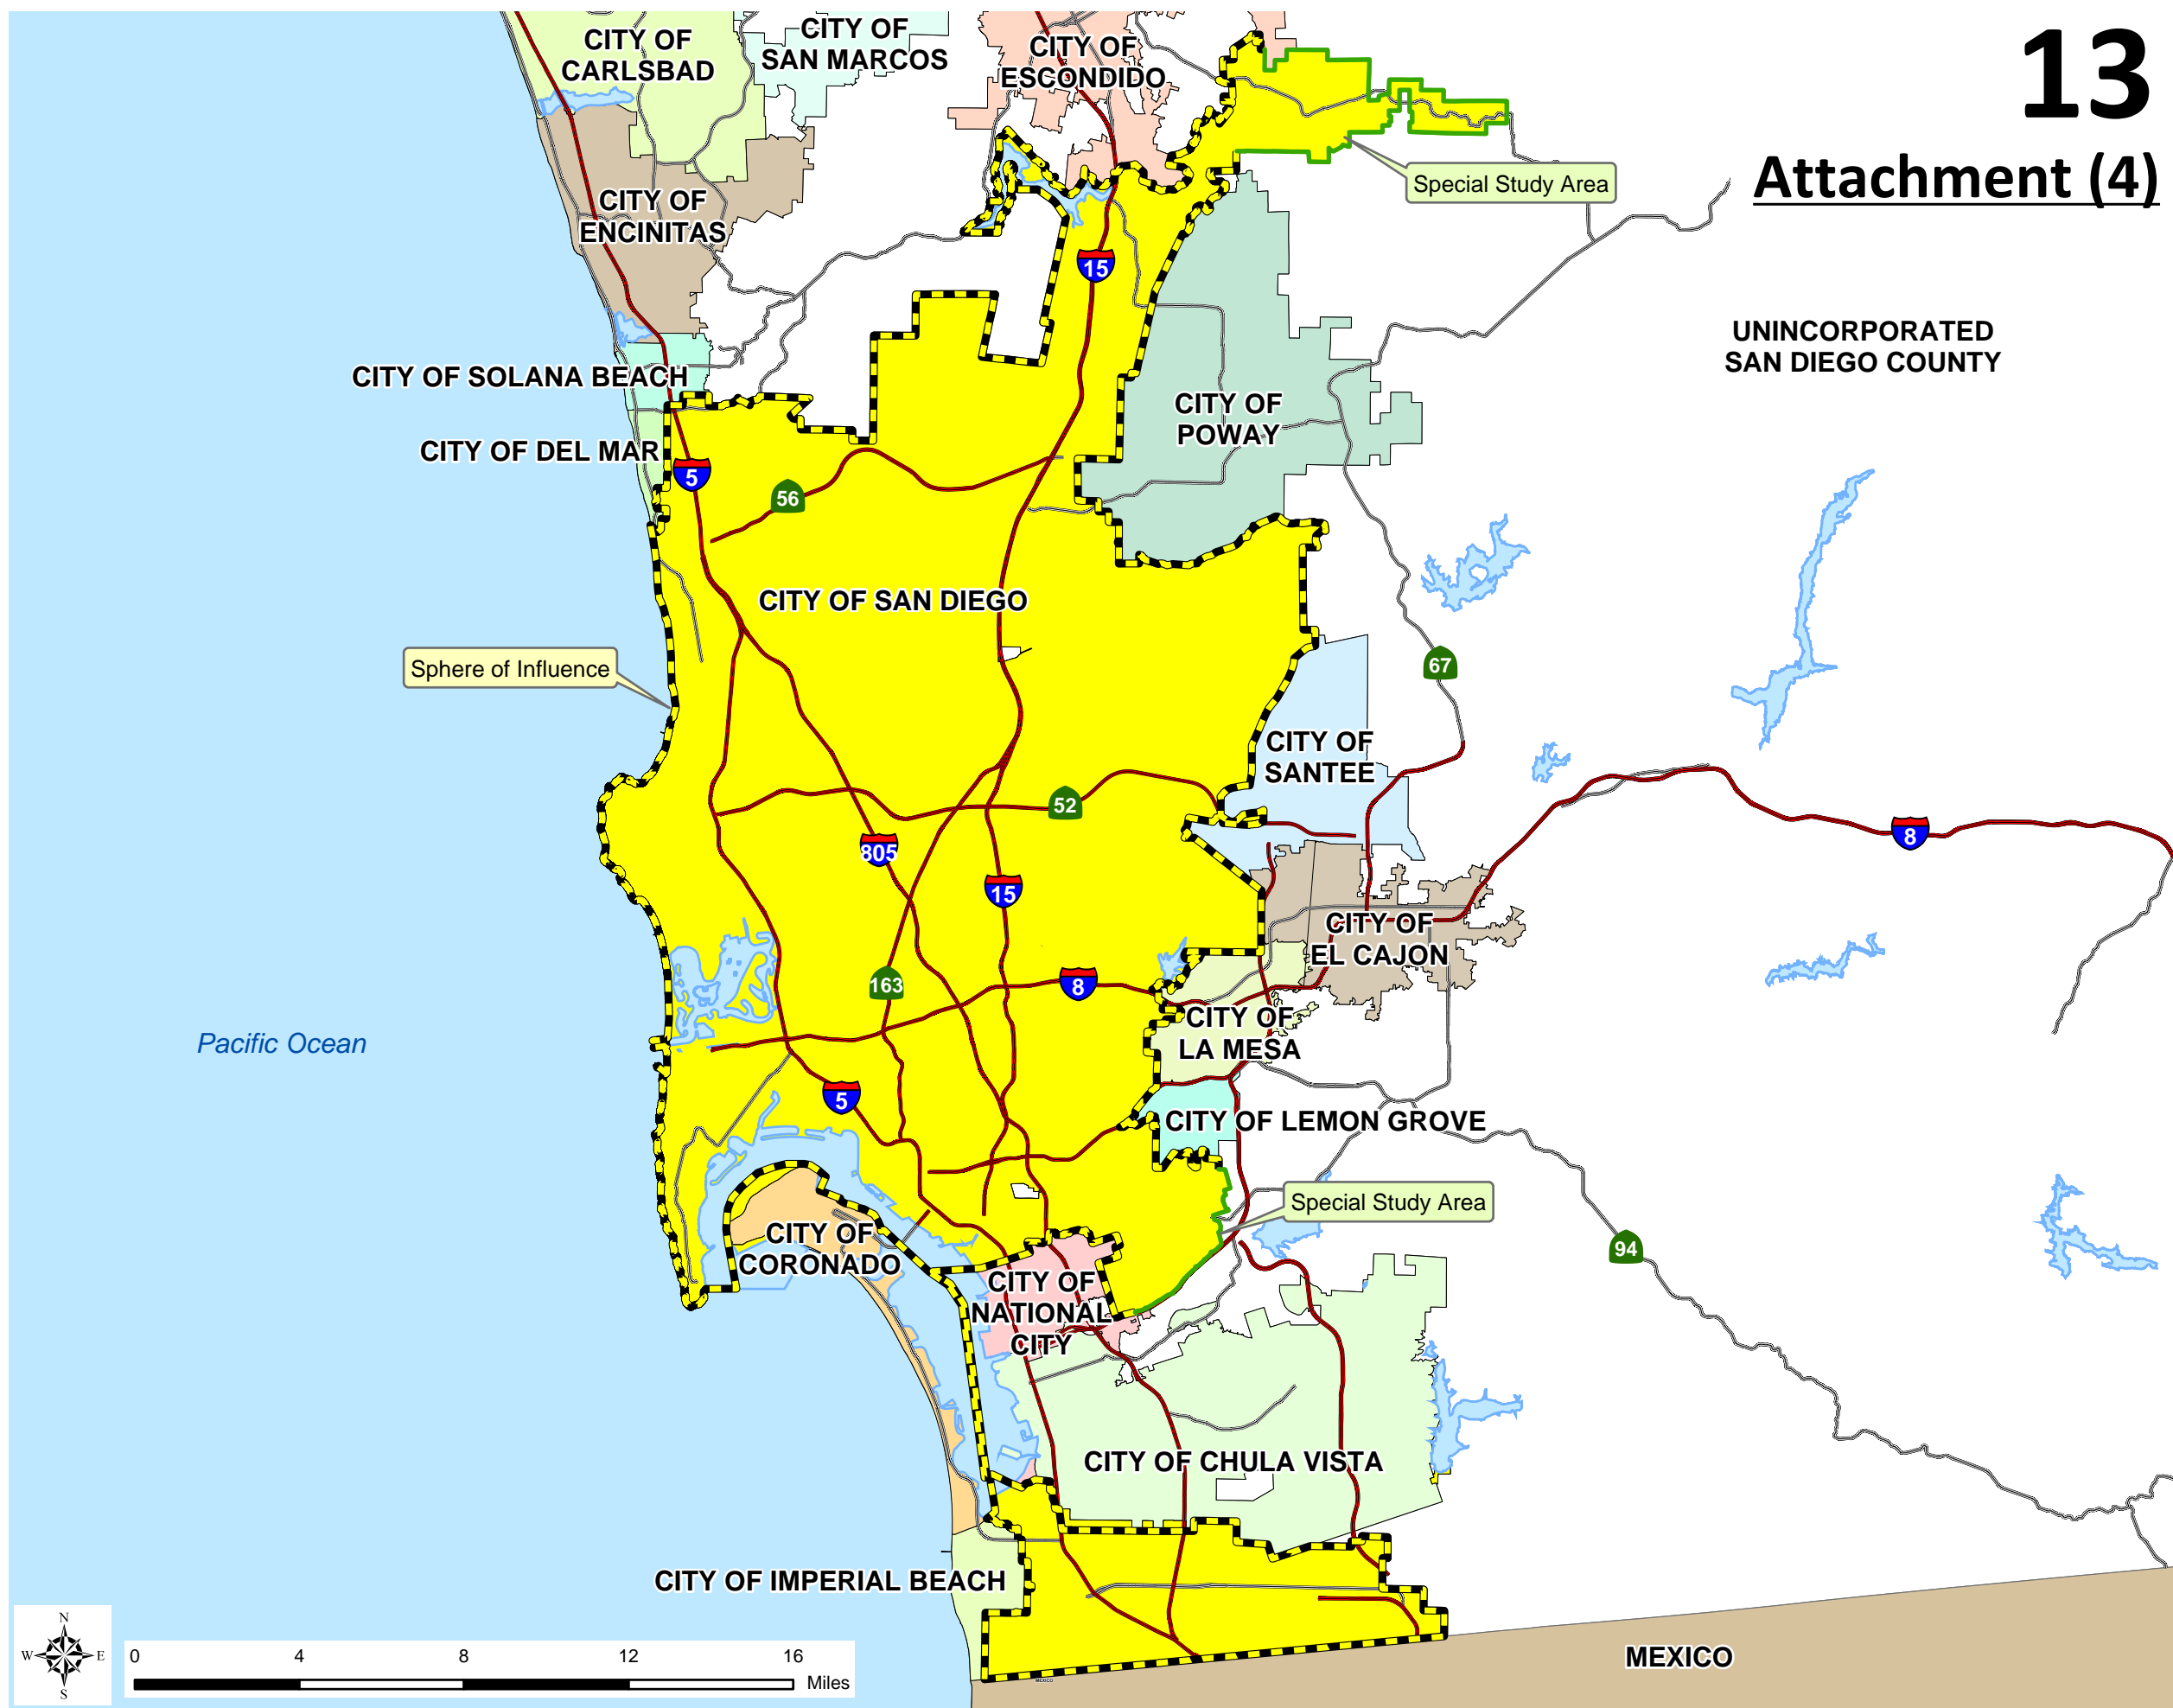 13
Attachment (4)
CITY OF
CARLSBAD
CITY OF
SAN MARCOS
CITY OF
ESCONDIDO
Special Study Area
CITY OF
ENCINITAS
15
UNINCORPORATED
SAN DIEGO COUNTY
CITY OF SOLANA BEACH
CITY OF
POWAY
CITY OF DEL MAR
5
56
CITY OF SAN DIEGO
Sphere of Influence
67
CITY OF
SANTEE
52
805
8
15
CITY OF
EL CAJON
163
8
Pacific Ocean
CITY OF
LA MESA
5
CITY OF LEMON GROVE
Special Study Area
CITY OF
CORONADO
94
CITY OF
NATIONAL
CITY
CITY OF CHULA VISTA
CITY OF IMPERIAL BEACH
MEXICO
MEXICO
N
W
E
S
0 4 8 12 16
Miles